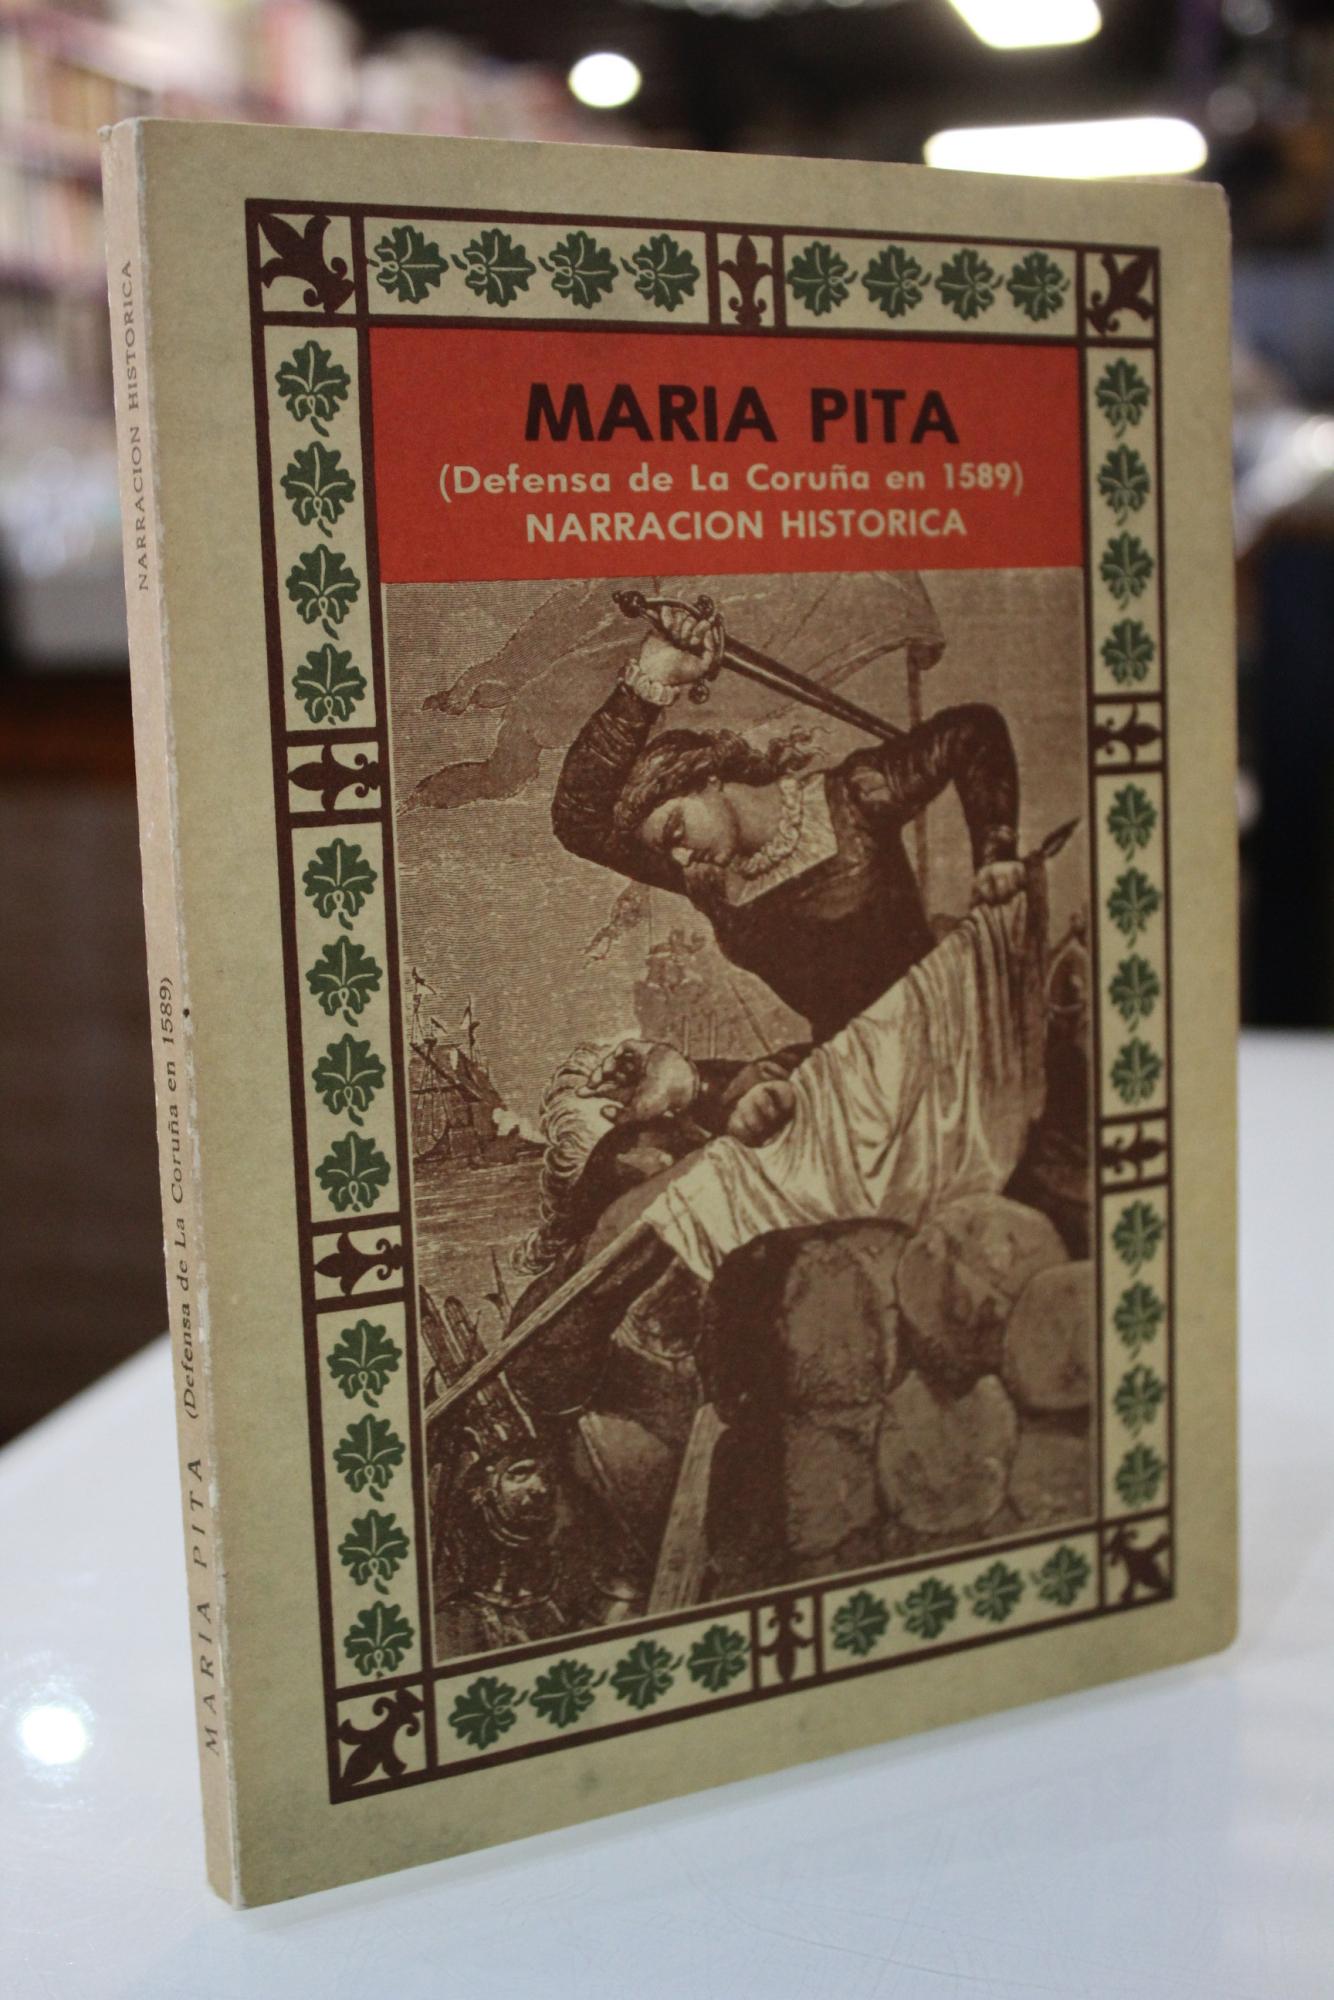 MARIA PITA
(Defensa de La Coruña en 1589)
NARRACION HISTORICA
MARIA PITA (Defensa de La Coruña en 1589) NARRACION HISTORICA